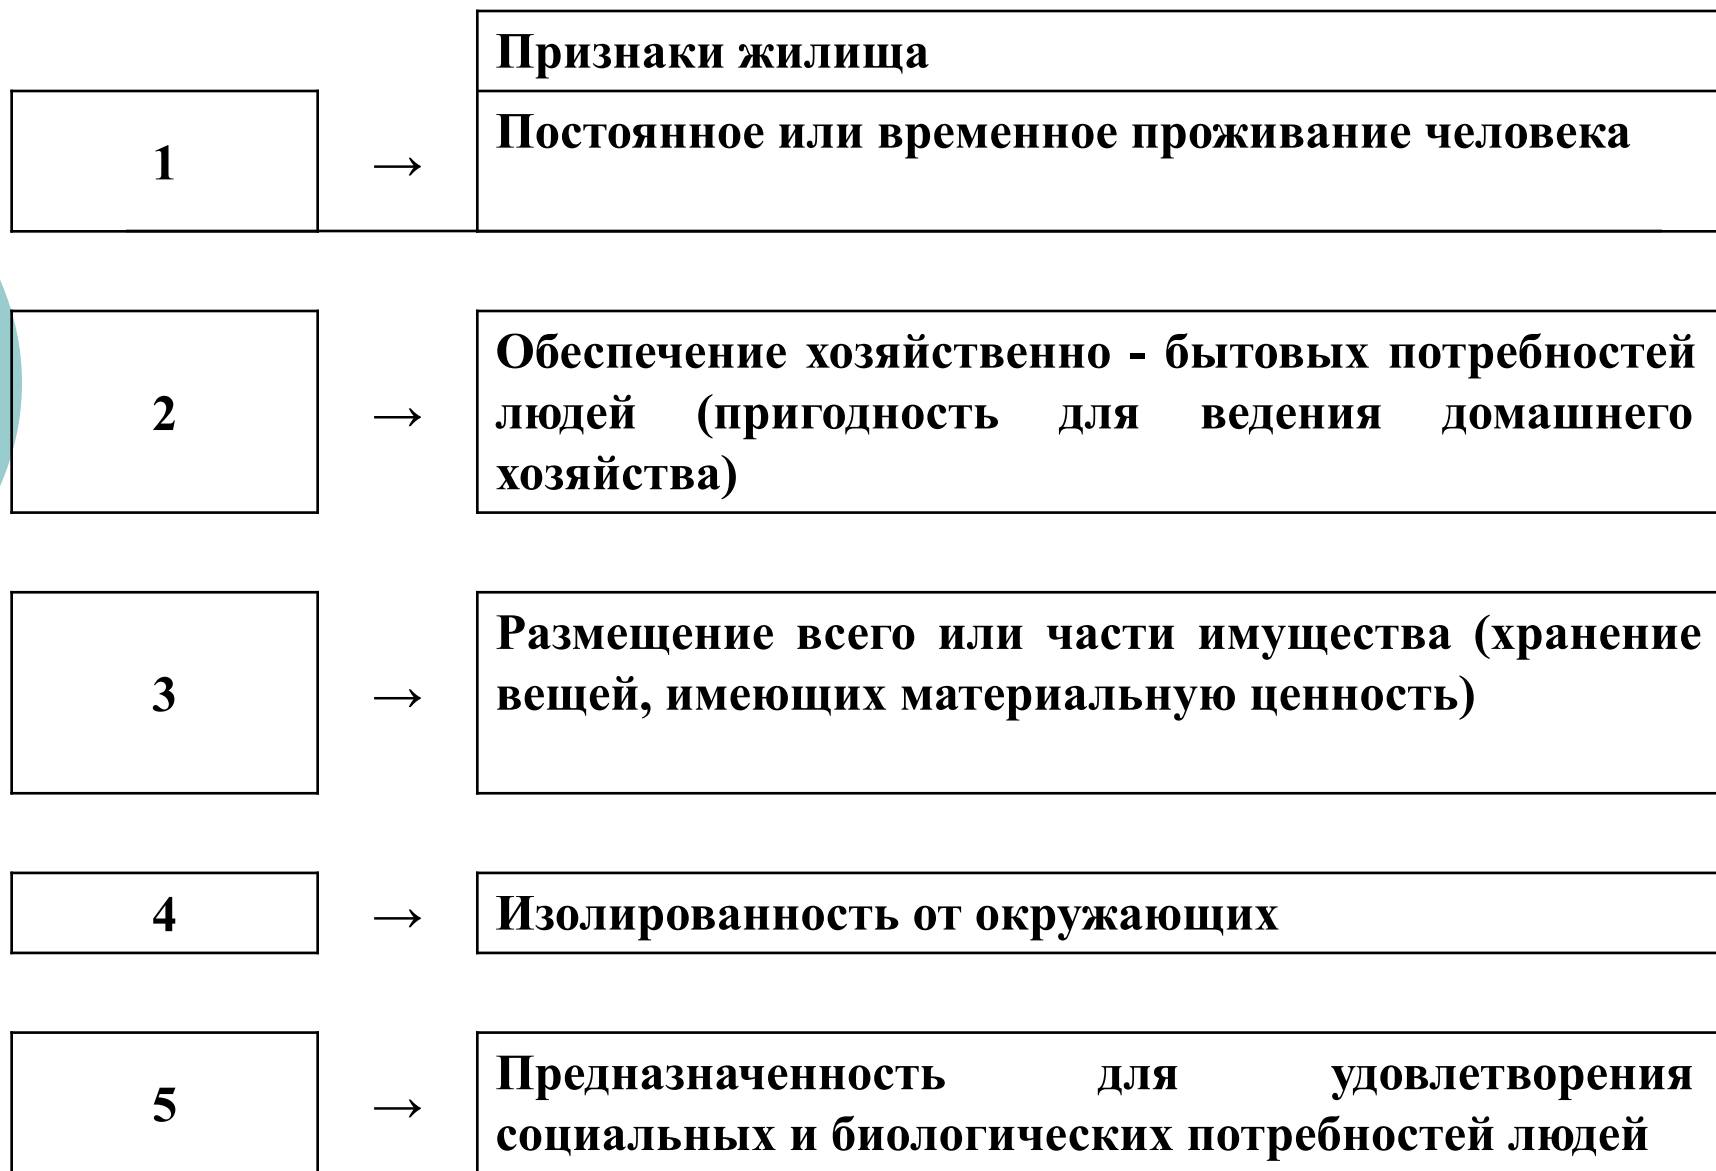 Признаки жилища
1 → Постоянное или временное проживание человека
Обеспечение хозяйственно - бытовых потребностей
2 → людей (пригодность для ведения домашнего
хозяйства)
Размещение всего или части имущества (хранение
3 → вещей, имеющих материальную ценность)
4 → Изолированность от окружающих
Предназначенность для удовлетворения
5 → социальных и биологических потребностей людей